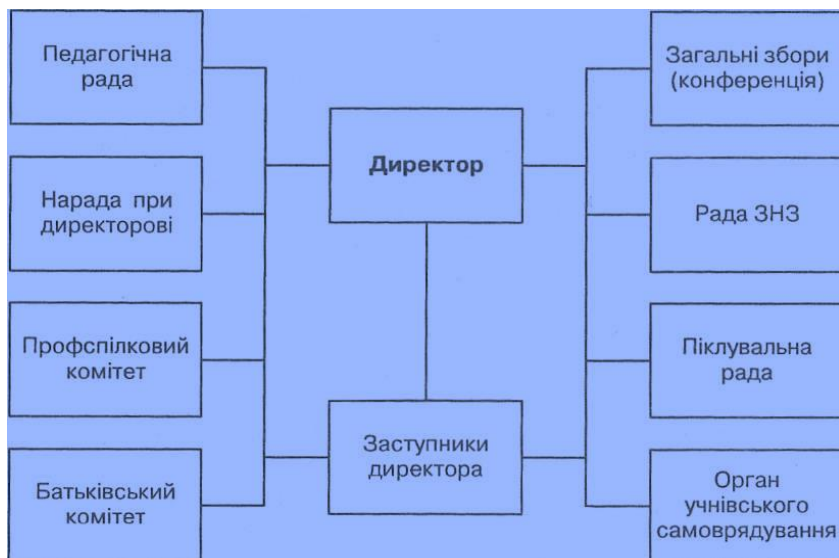 Педагогічна
рада
Загальні збори
(конференція)
Директор
Нарада при
директорові
Рада ЗНЗ
Профспілковий
комітет
Піклувальна
рада
Заступники
директора
Батьківський
комітет
Орган
учнівського
самоврядування